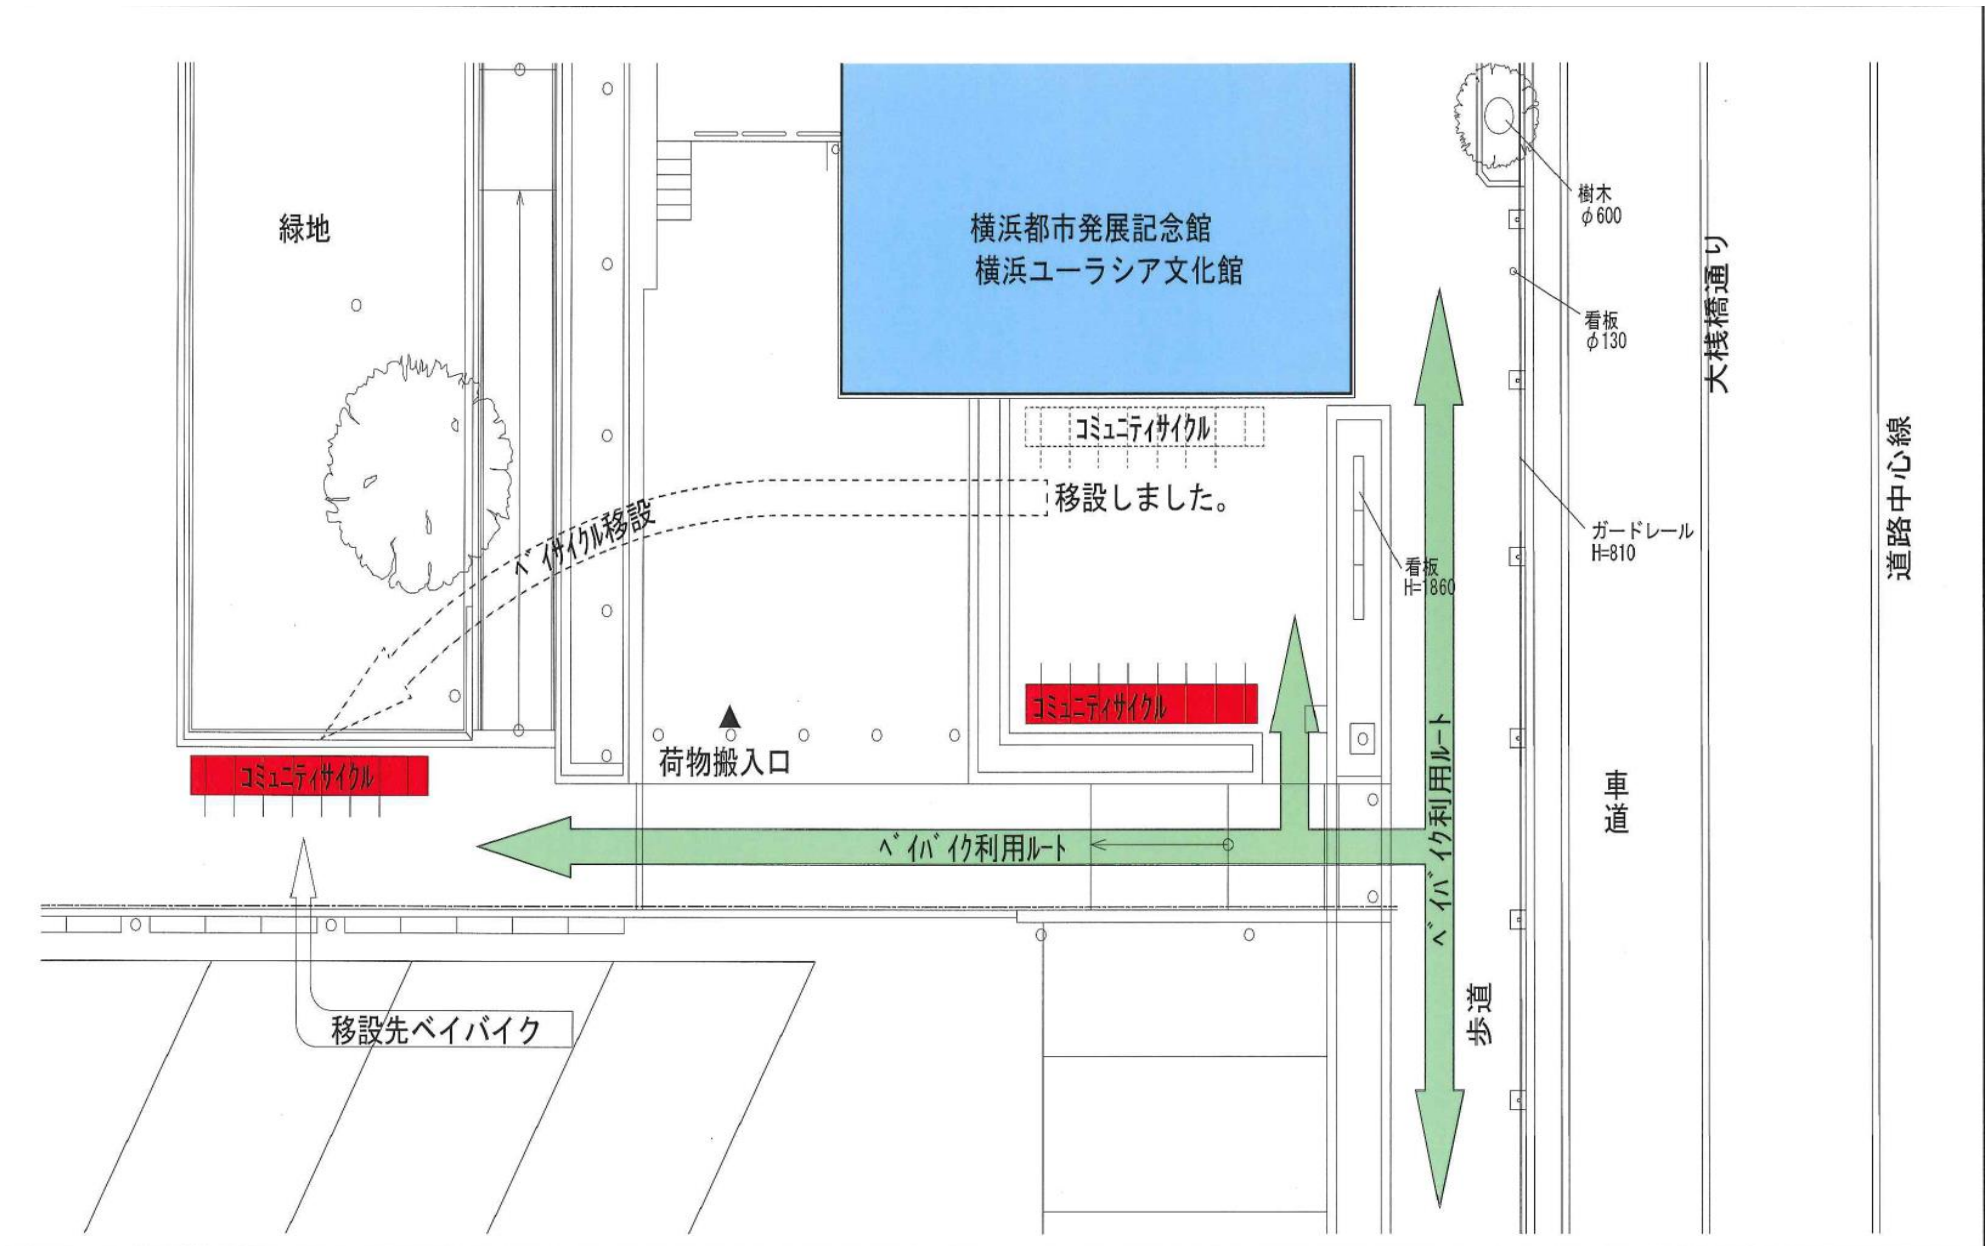 緑地
横浜都市発展記念館
横浜ユーラシア文化館
樹木
φ600
看板
φ130
大桟橋通り
道路中心線
コミュニティサイクル
移設しました。
ベイサイクル移設
ガードレール
H=810
看板
H=1860
コミュニティサイクル
荷物搬入口
コミュニティサイクル
ベイバイク利用ルート
ベイバイク利用ルート
車道
歩道
移設先ベイバイク